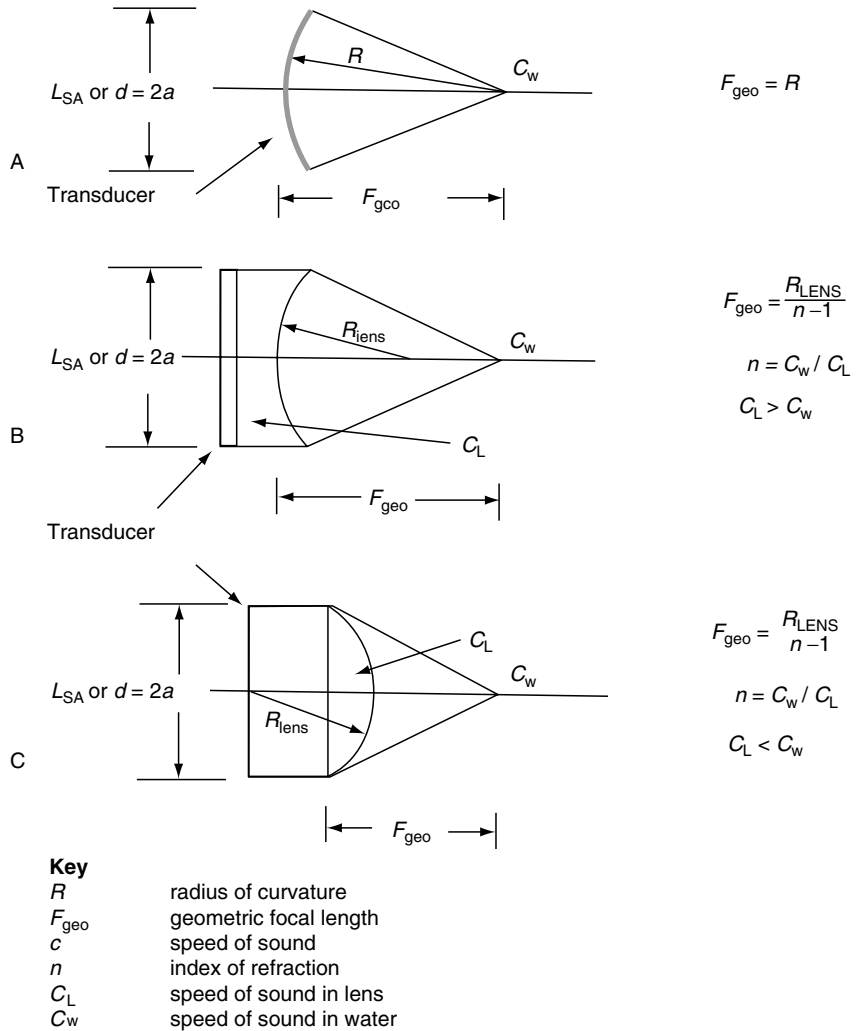 L_SA or d = 2a
R
C_w
F_geo = R
A
Transducer
F_gco
L_SA or d = 2a
R_iens
C_w
F_geo = R_LENS / n – 1
n = C_w / C_L
C_L > C_w
B
C_L
F_geo
Transducer
L_SA or d = 2a
C_L
C_w
R_lens
F_geo = R_LENS / n – 1
n = C_w / C_L
C_L < C_w
C
F_geo
Key
R radius of curvature
F_geo geometric focal length
c speed of sound
n index of refraction
C_L speed of sound in lens
C_w speed of sound in water